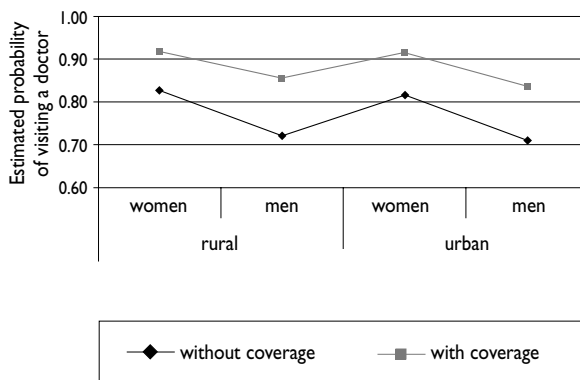 Estimated probability
of visiting a doctor
1.00
0.90
0.80
0.70
0.60
women men women men
rural urban
without coverage with coverage